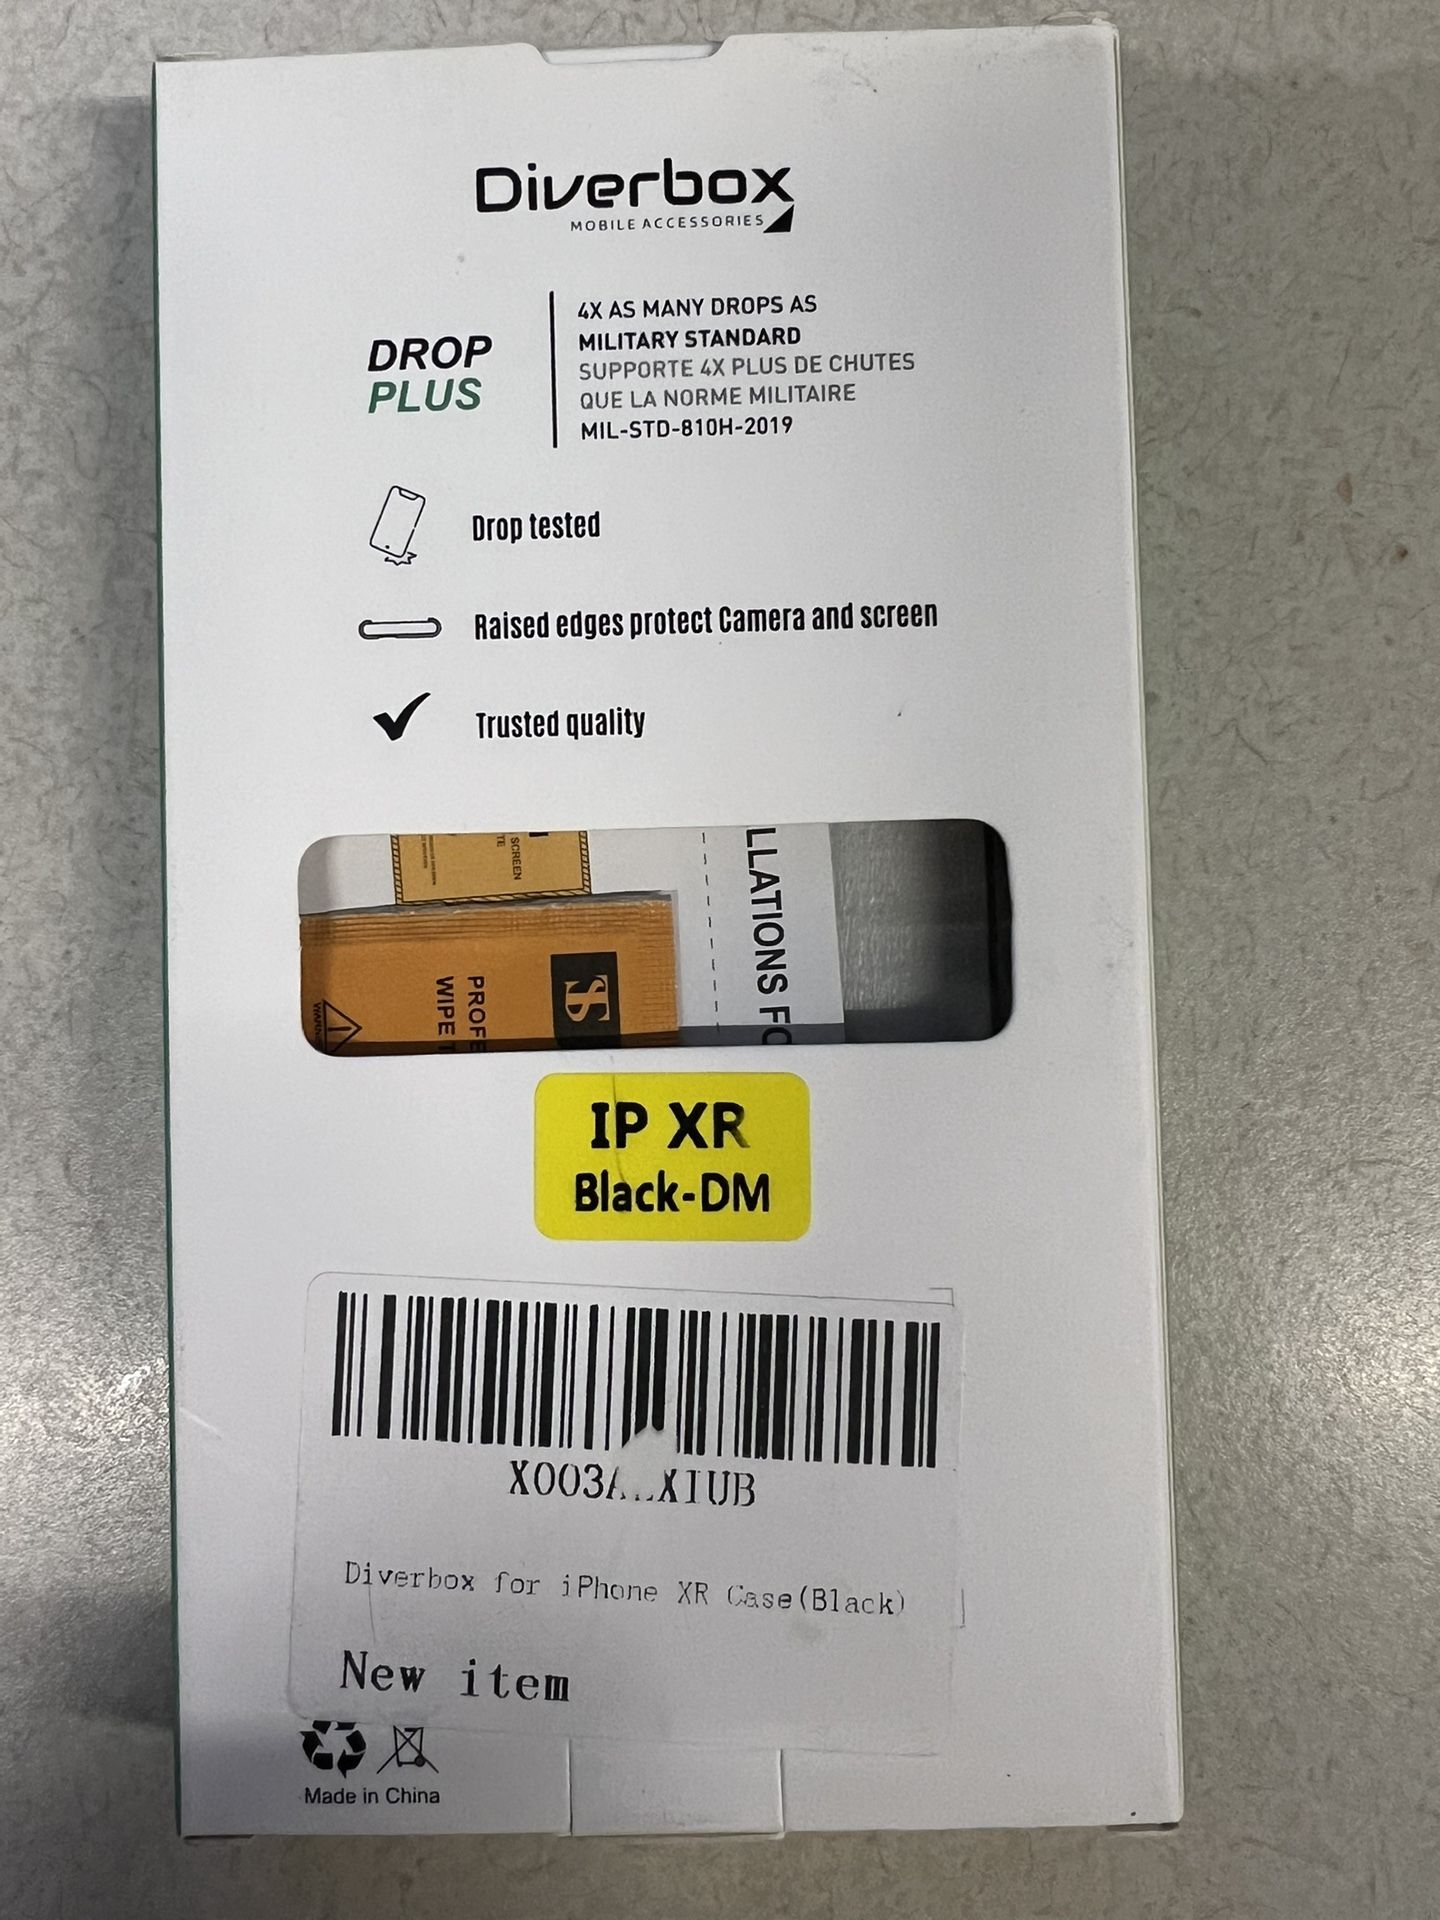 Diverbox
MOBILE ACCESSORIES
DROP
PLUS
4X AS MANY DROPS AS
MILITARY STANDARD
SUPPORTE 4X PLUS DE CHUTES
QUE LA NORME MILITAIRE
MIL-STD-810H-2019
Drop tested
Raised edges protect Camera and screen
Trusted quality
SCREEN
TE
LLATIONS FO
PROFE
WIPE T
IP XR
Black-DM
XIUB
Diverbox for iPhone XR Case(Black)
New item
Made in China